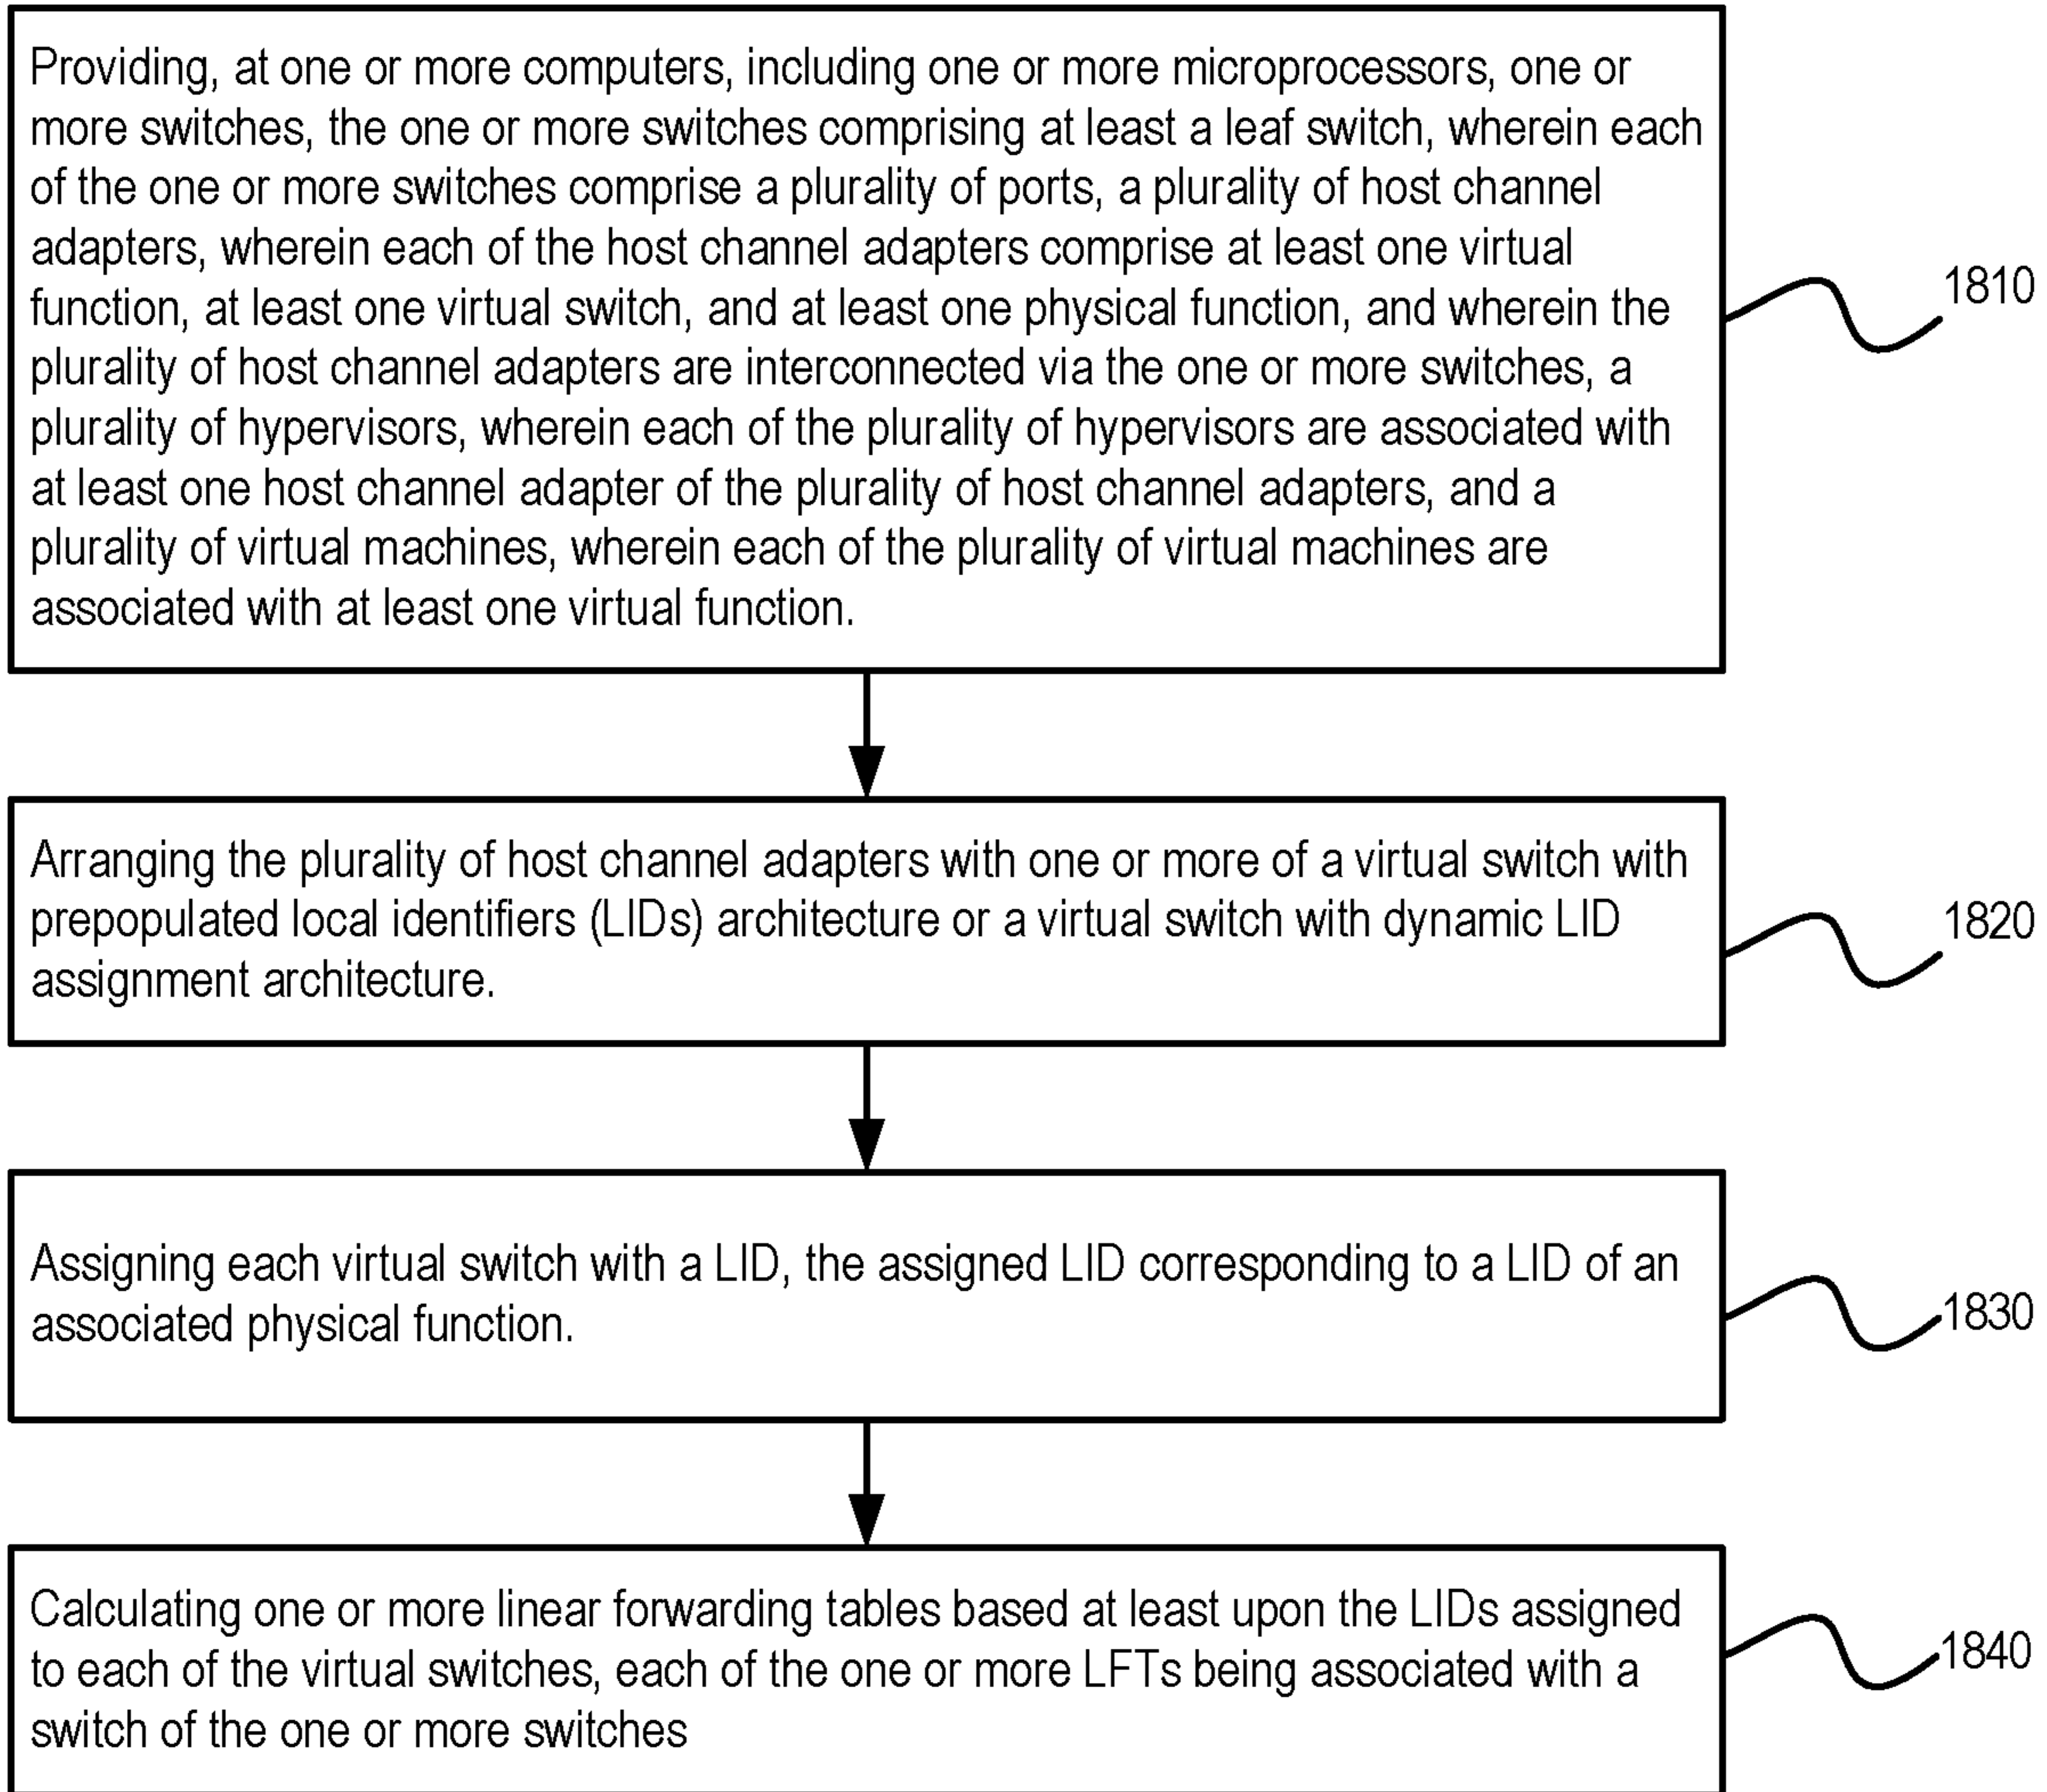 Providing, at one or more computers, including one or more microprocessors, one or
more switches, the one or more switches comprising at least a leaf switch, wherein each
of the one or more switches comprise a plurality of ports, a plurality of host channel
adapters, wherein each of the host channel adapters comprise at least one virtual
function, at least one virtual switch, and at least one physical function, and wherein the
plurality of host channel adapters are interconnected via the one or more switches, a
plurality of hypervisors, wherein each of the plurality of hypervisors are associated with
at least one host channel adapter of the plurality of host channel adapters, and a
plurality of virtual machines, wherein each of the plurality of virtual machines are
associated with at least one virtual function.
1810
Arranging the plurality of host channel adapters with one or more of a virtual switch with
prepopulated local identifiers (LIDs) architecture or a virtual switch with dynamic LID
assignment architecture.
1820
Assigning each virtual switch with a LID, the assigned LID corresponding to a LID of an
associated physical function.
1830
Calculating one or more linear forwarding tables based at least upon the LIDs assigned
to each of the virtual switches, each of the one or more LFTs being associated with a
switch of the one or more switches
1840